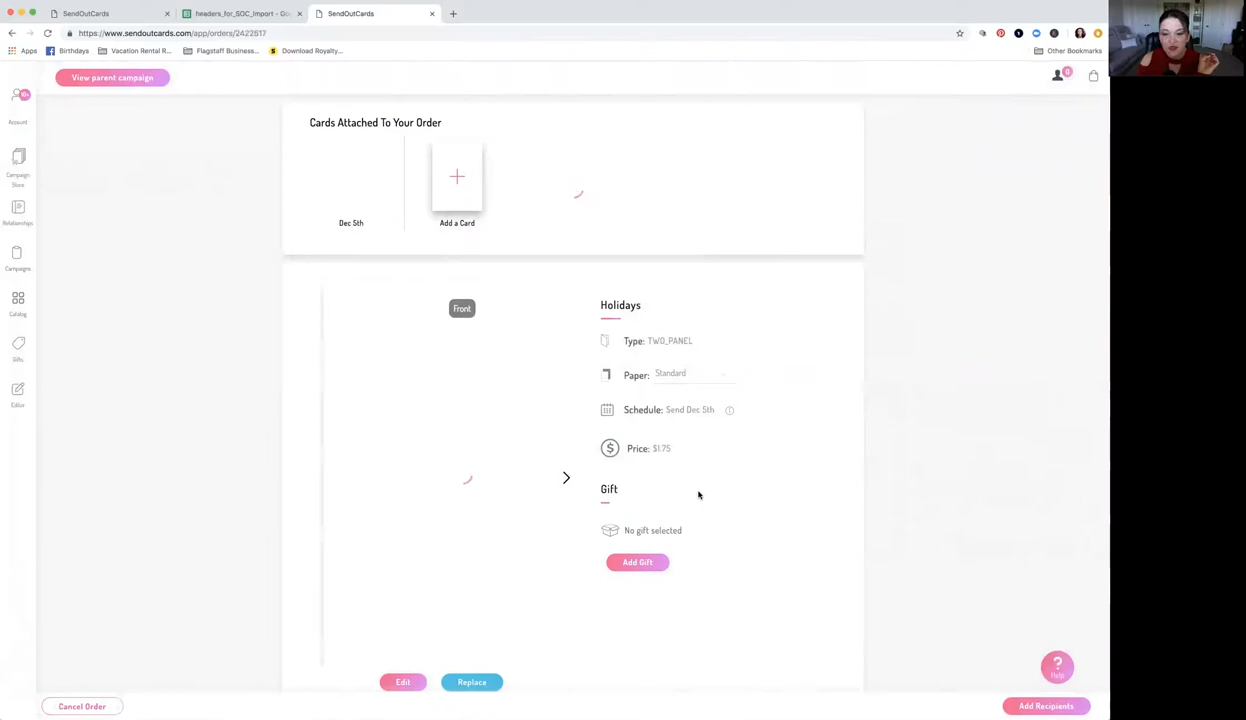 SendOutCards
headers_for_SOC_Import - Goo
SendOutCards
https://www.sendoutcards.com/app/orders/2422517
Apps
Birthdays
Vacation Rental R...
Flagstaff Business...
Download Royalty...
Other Bookmarks
View parent campaign
0
10+
Account
Campaign
Store
Relationships
Campaigns
Catalog
Gifts
Editor
Cards Attached To Your Order
Dec 5th
Add a Card
Front
Holidays
Type: TWO_PANEL
Paper: Standard
Schedule: Send Dec 5th
Price: $1.75
Gift
No gift selected
Add Gift
Edit
Replace
?
Help
Cancel Order
Add Recipients